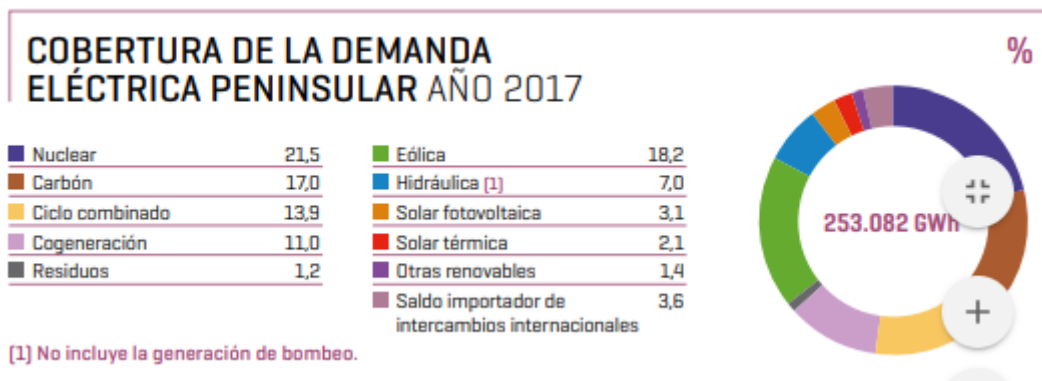 COBERTURA DE LA DEMANDA
ELÉCTRICA PENINSULAR AÑO 2017
%
Nuclear 21,5
Carbón 17,0
Ciclo combinado 13,9
Cogeneración 11,0
Residuos 1,2
Eólica 18,2
Hidráulica (1) 7,0
Solar fotovoltaica 3,1
Solar térmica 2,1
Otras renovables 1,4
Saldo importador de 3,6
intercambios internacionales
253.082 GWh
(1) No incluye la generación de bombeo.